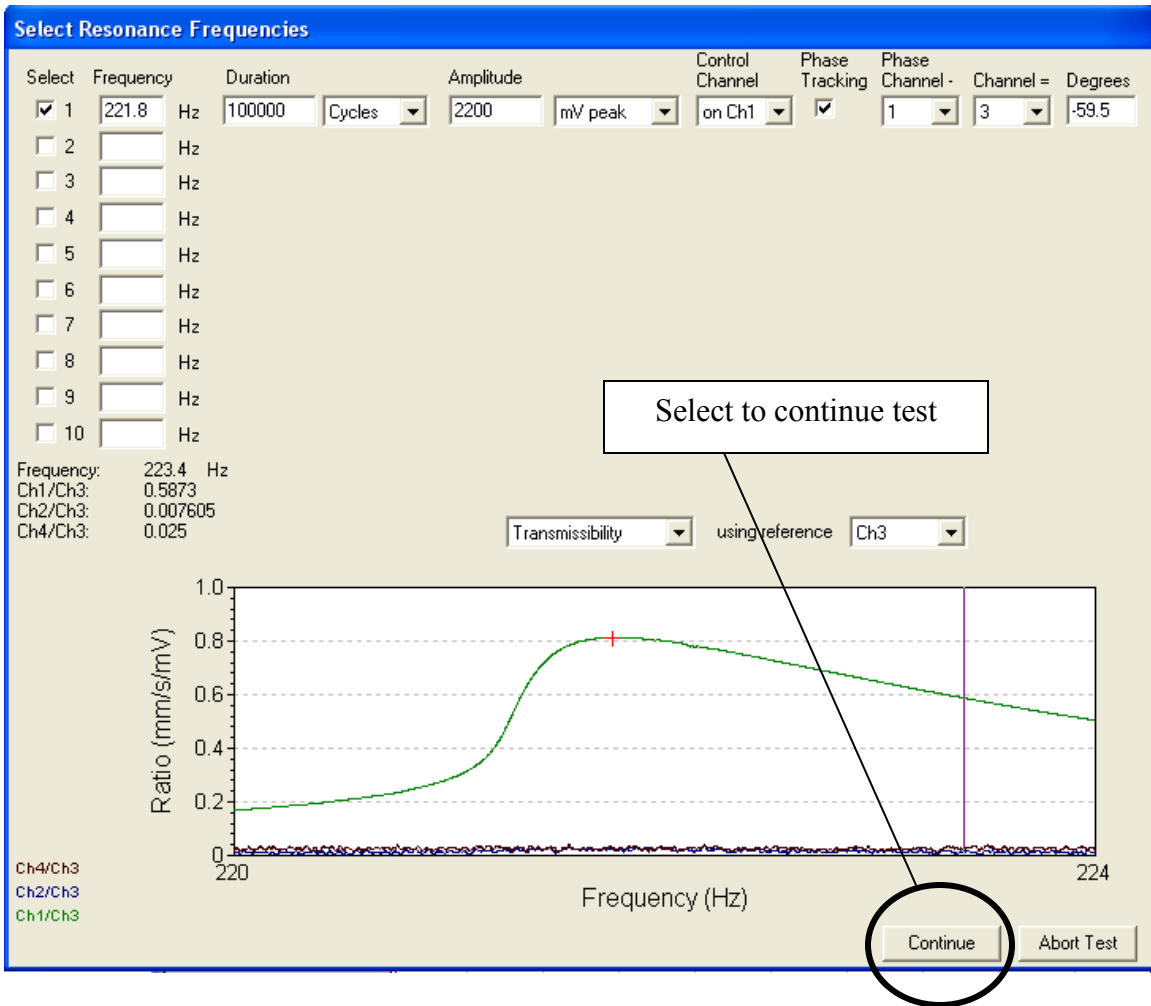 Select Resonance Frequencies
Select Frequency Duration Amplitude Control Channel Phase Tracking Phase Channel - Channel = Degrees
1 221.8 Hz 100000 Cycles 2200 mV peak on Ch1 1 3 -59.5
2 Hz
3 Hz
4 Hz
5 Hz
6 Hz
7 Hz
8 Hz
9 Hz
10 Hz
Select to continue test
Frequency: 223.4 Hz
Ch1/Ch3: 0.5873
Ch2/Ch3: 0.007605
Ch4/Ch3: 0.025
Transmissibility using reference Ch3
Ratio (mm/s/mV)
1.0
0.8
0.6
0.4
0.2
0
220 224
Frequency (Hz)
Ch4/Ch3
Ch2/Ch3
Ch1/Ch3
Continue Abort Test